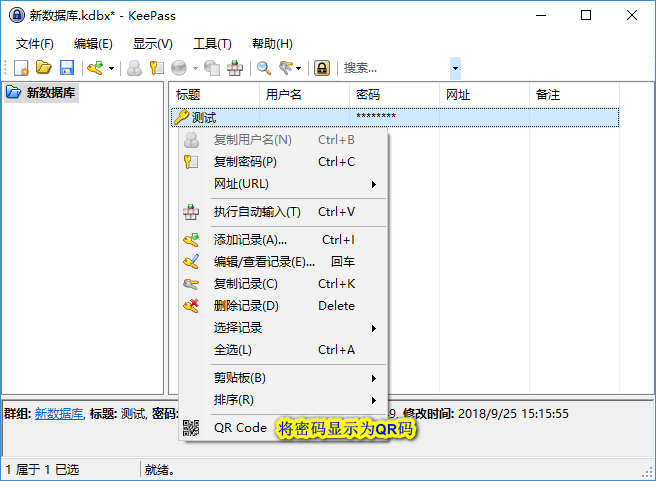 新数据库.kdbx* - KeePass
文件(F) 编辑(E) 显示(V) 工具(T) 帮助(H)
搜索...
新数据库
标题 用户名 密码 网址 备注
测试 ********
复制用户名(N) Ctrl+B
复制密码(P) Ctrl+C
网址(URL)
执行自动输入(T) Ctrl+V
添加记录(A)... Ctrl+I
编辑/查看记录(E)... 回车
复制记录(C) Ctrl+K
删除记录(D) Delete
选择记录
全选(L) Ctrl+A
剪贴板(B)
排序(R)
群组: 新数据库, 标题: 测试, 密码: 9, 修改时间: 2018/9/25 15:15:55
QR Code 将密码显示为QR码
1 属于 1 已选 就绪。